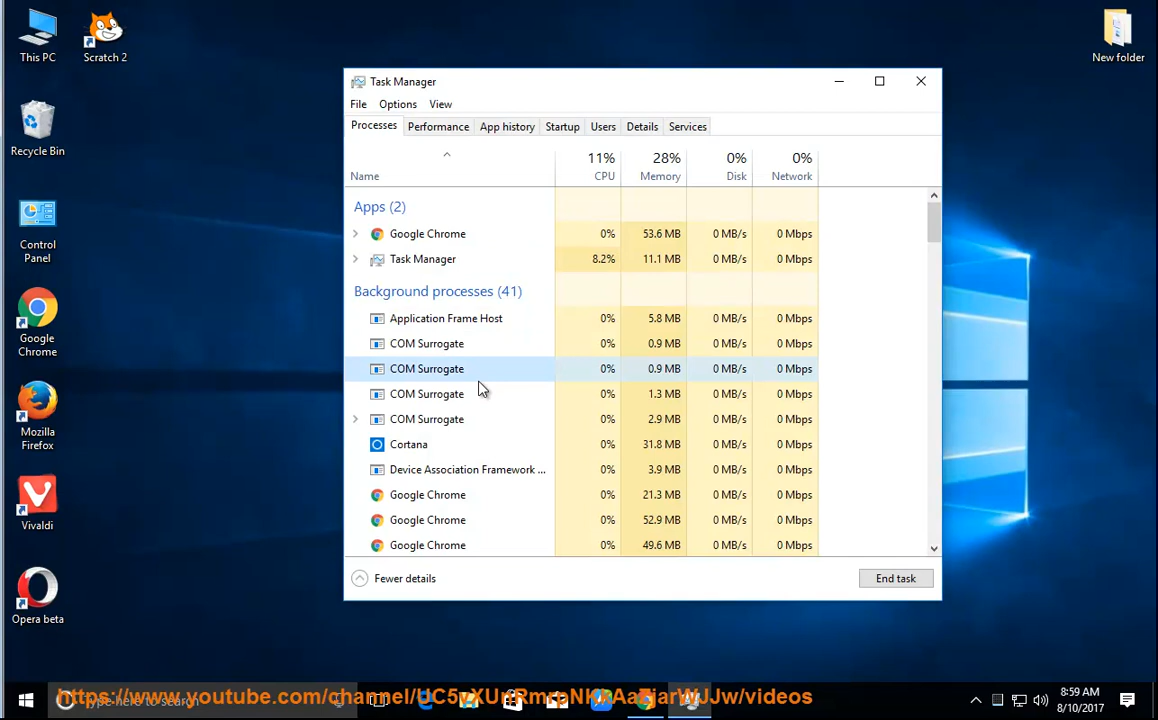 This PC
Scratch 2
New folder
Recycle Bin
Control
Panel
Google
Chrome
Mozilla
Firefox
Vivaldi
Opera beta
Task Manager
File Options View
Processes Performance App history Startup Users Details Services
11% 28% 0% 0%
Name CPU Memory Disk Network
Apps (2)
Google Chrome 0% 53.6 MB 0 MB/s 0 Mbps
Task Manager 8.2% 11.1 MB 0 MB/s 0 Mbps
Background processes (41)
Application Frame Host 0% 5.8 MB 0 MB/s 0 Mbps
COM Surrogate 0% 0.9 MB 0 MB/s 0 Mbps
COM Surrogate 0% 0.9 MB 0 MB/s 0 Mbps
COM Surrogate 0% 1.3 MB 0 MB/s 0 Mbps
COM Surrogate 0% 2.9 MB 0 MB/s 0 Mbps
Cortana 0% 31.8 MB 0 MB/s 0 Mbps
Device Association Framework ... 0% 3.9 MB 0 MB/s 0 Mbps
Google Chrome 0% 21.3 MB 0 MB/s 0 Mbps
Google Chrome 0% 52.9 MB 0 MB/s 0 Mbps
Google Chrome 0% 49.6 MB 0 MB/s 0 Mbps
Fewer details
End task
Type here to search
8:59 AM
8/10/2017